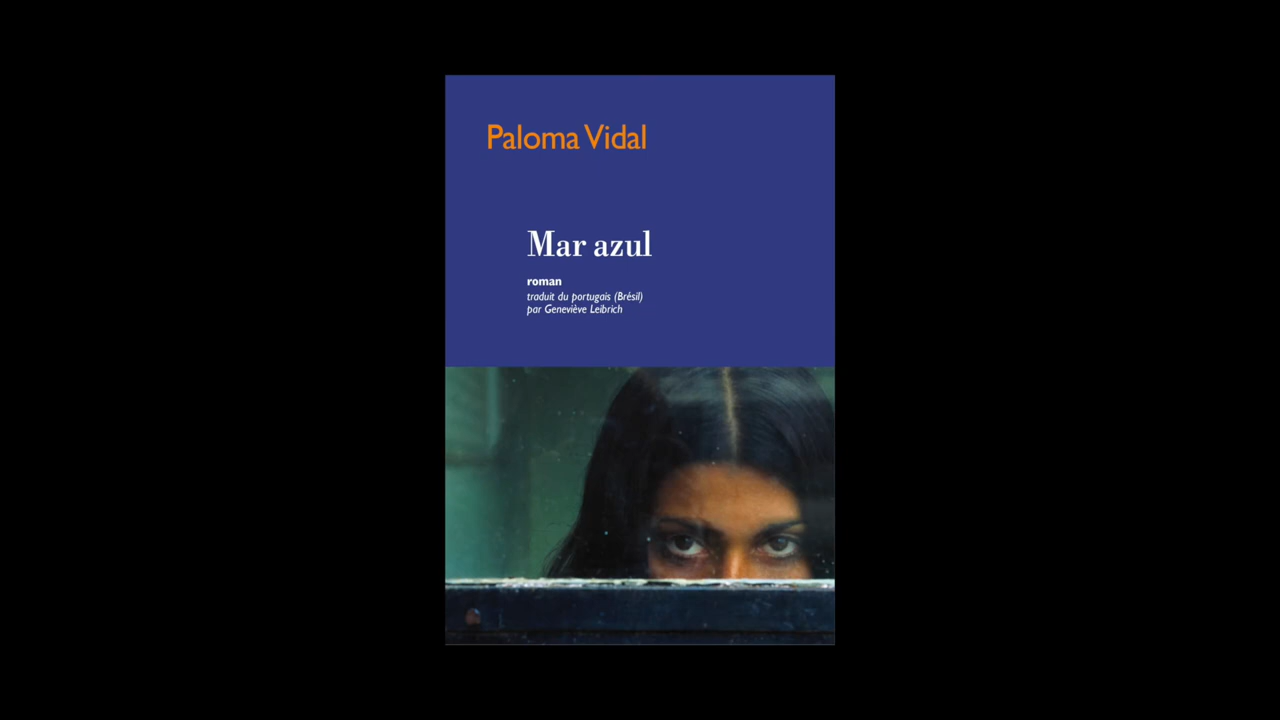 Paloma Vidal
Mar azul
roman
traduit du portugais (Brésil)
par Geneviève Leibrich